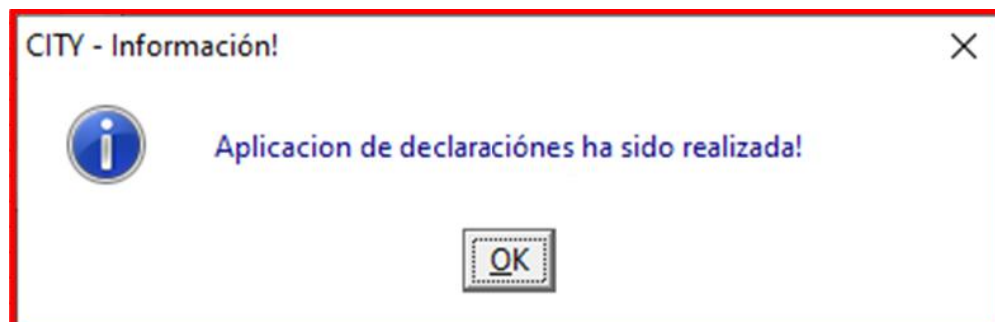 CITY - Información!
Aplicacion de declaraciónes ha sido realizada!
OK